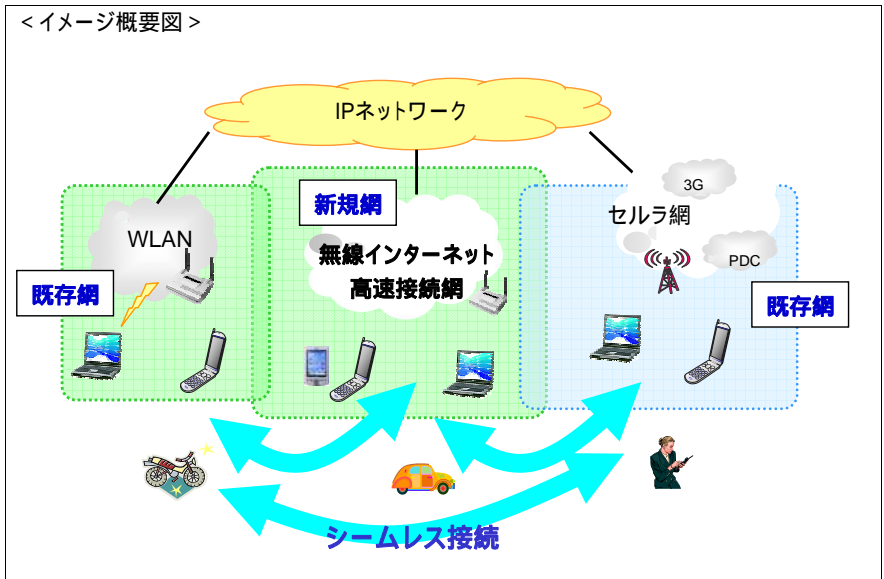 <イメージ概要図>
IPネットワーク
新規網
3G
セルラ網
WLAN
無線インターネット
高速接続網
PDC
既存網
既存網
シームレス接続